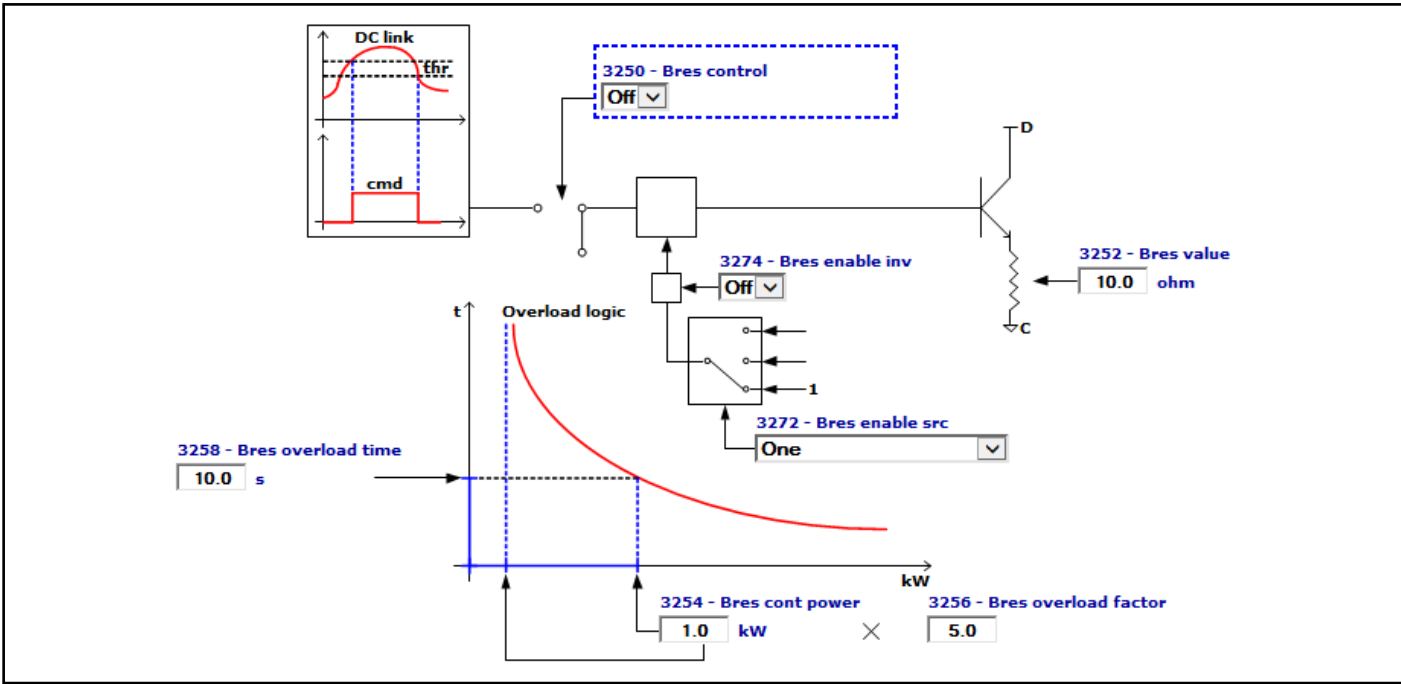 DC link
thr
cmd
3250 - Bres control
Off
D
3274 - Bres enable inv
Off
3252 - Bres value
10.0 ohm
C
t
Overload logic
1
3272 - Bres enable src
One
3258 - Bres overload time
10.0 s
kW
3254 - Bres cont power
1.0 kW
3256 - Bres overload factor
5.0